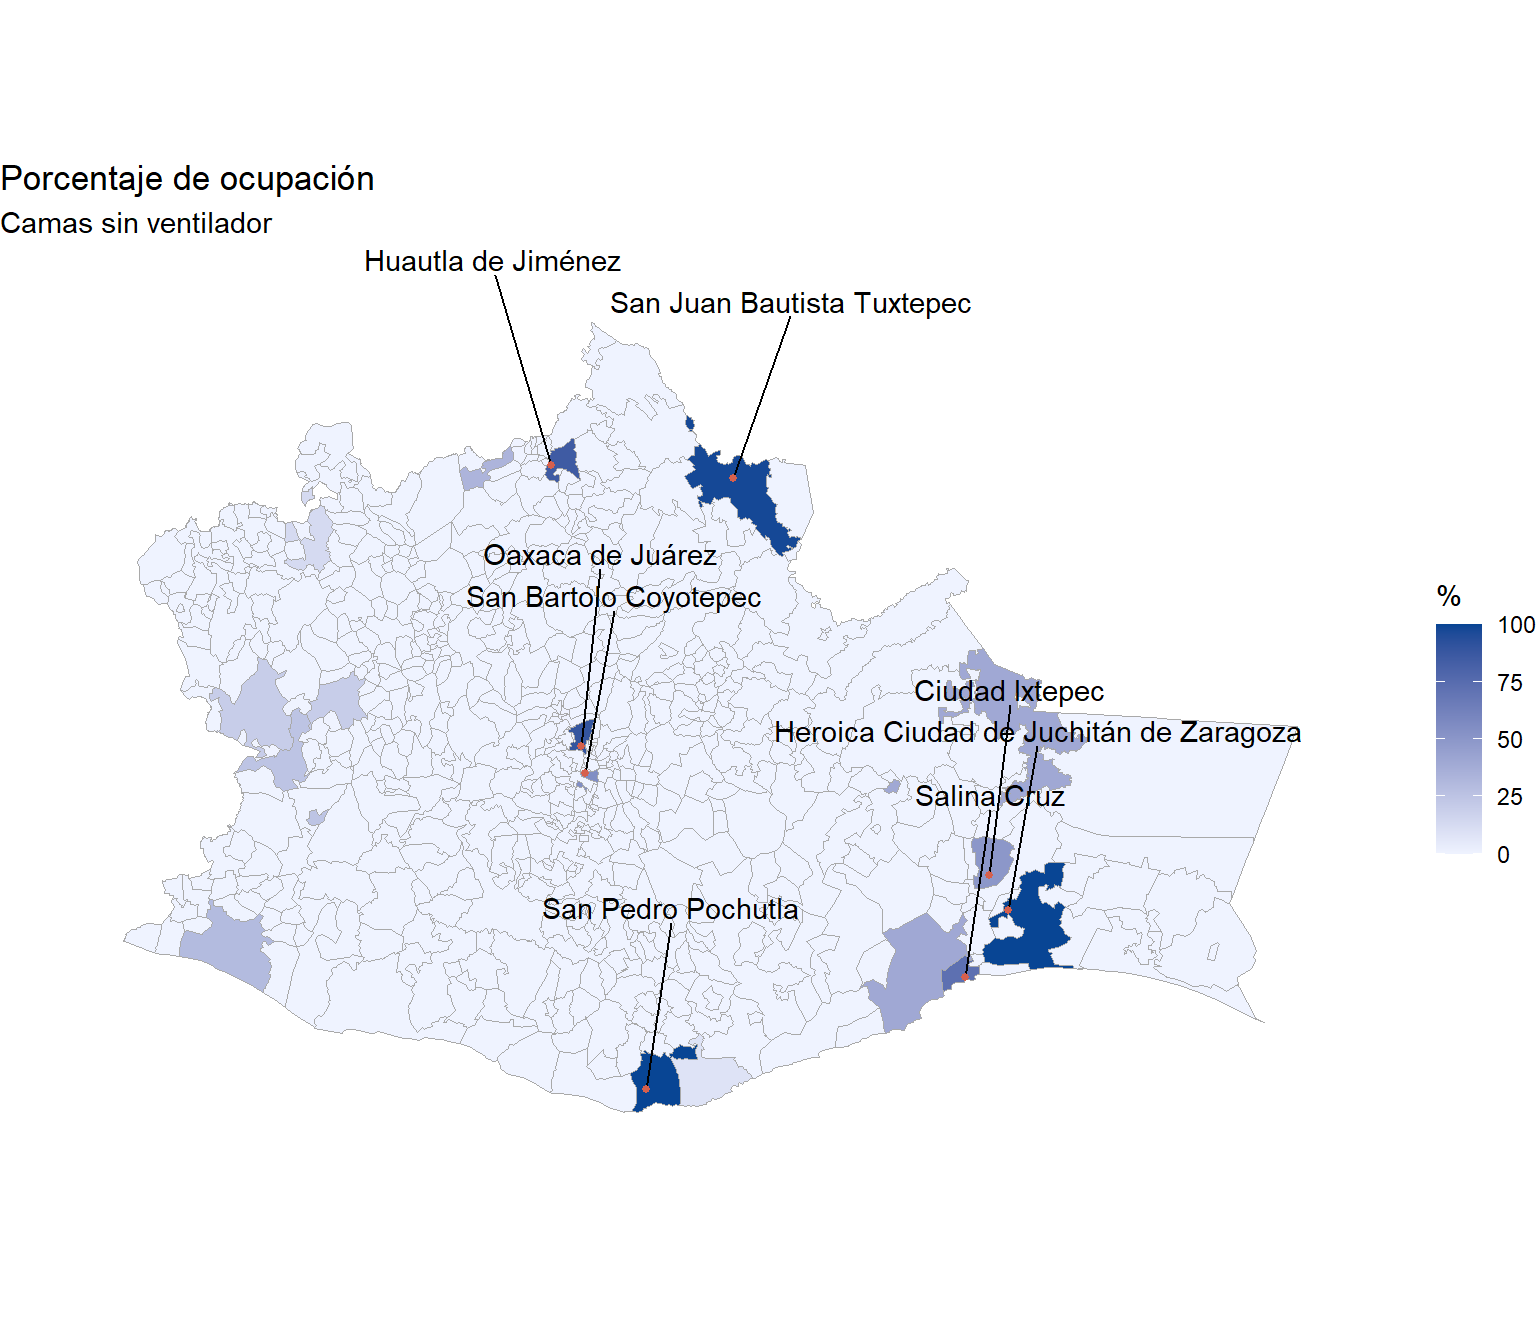 Porcentaje de ocupación
Camas sin ventilador
Huautla de Jiménez
San Juan Bautista Tuxtepec
Oaxaca de Juárez
San Bartolo Coyotepec
Ciudad Ixtepec
Heroica Ciudad de Juchitán de Zaragoza
Salina Cruz
San Pedro Pochutla
%
100
75
50
25
0